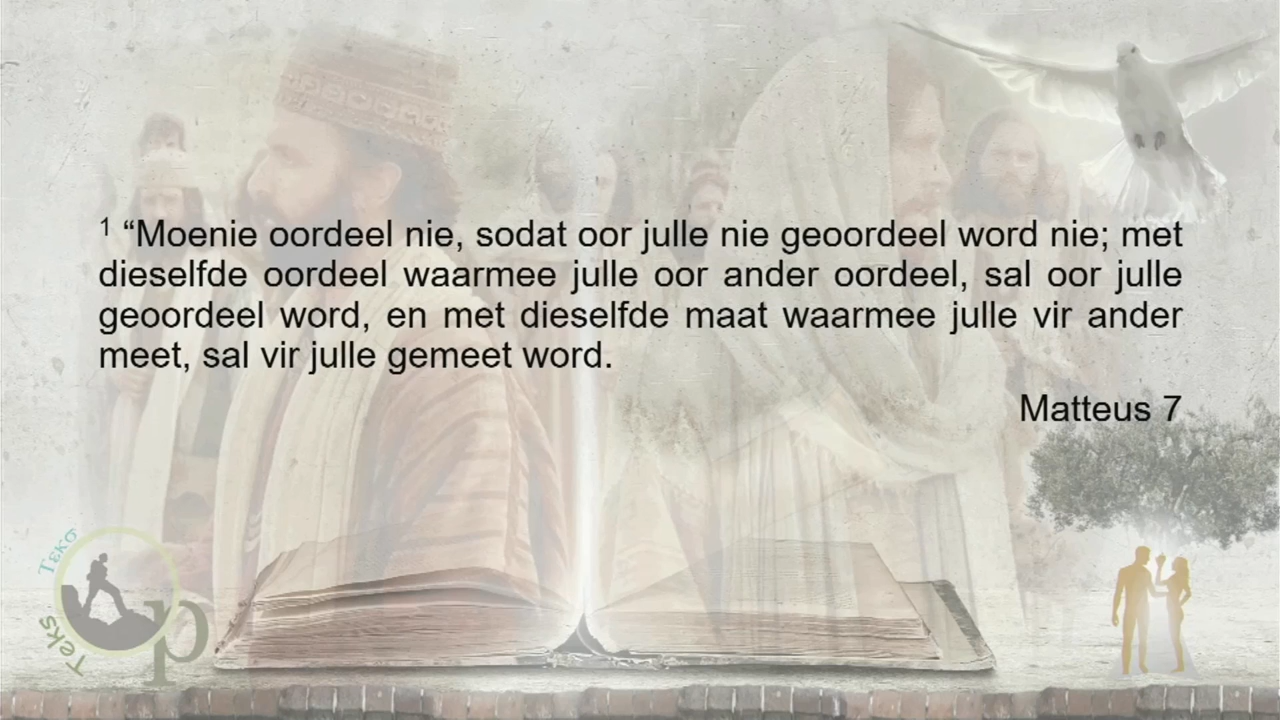 1 “Moenie oordeel nie, sodat oor julle nie geoordeel word nie; met
dieselfde oordeel waarmee julle oor ander oordeel, sal oor julle
geoordeel word, en met dieselfde maat waarmee julle vir ander
meet, sal vir julle gemeet word.
Matteus 7
Τεκσ
Teks
Op